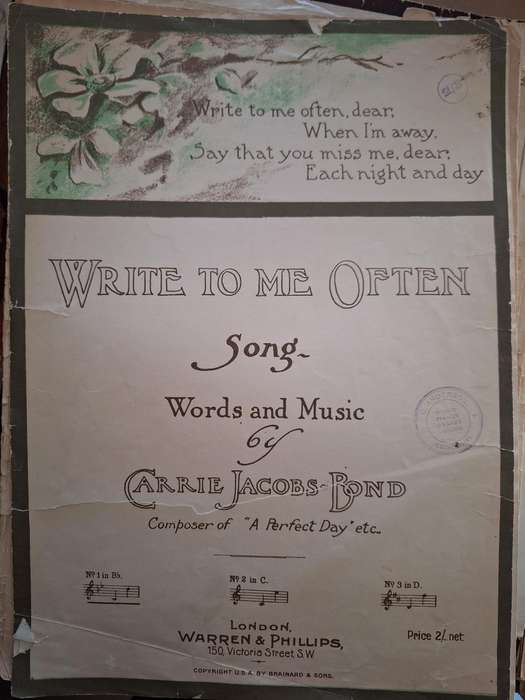 Write to me often, dear,
When I'm away,
Say that you miss me, dear,
Each night and day
WRITE TO ME OFTEN
Song
Words and Music
by
CARRIE JACOBS-BOND
Composer of "A Perfect Day" etc.
Nº 1 in B♭.
Nº 2 in C.
Nº 3 in D.
LONDON,
WARREN & PHILLIPS,
150, Victoria Street S.W.
Price 2/. net
COPYRIGHT U.S.A. BY BRAINARD & SONS.